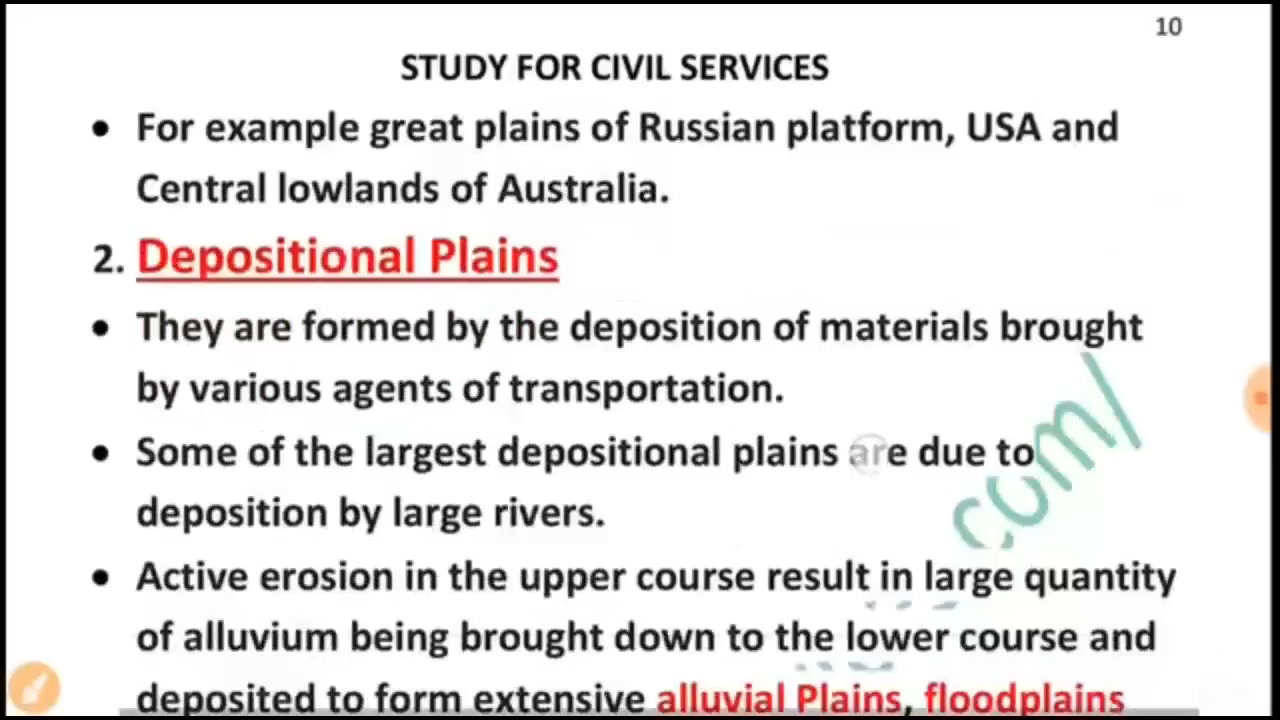 10
STUDY FOR CIVIL SERVICES
• For example great plains of Russian platform, USA and
Central lowlands of Australia.
2. Depositional Plains
• They are formed by the deposition of materials brought
by various agents of transportation.
• Some of the largest depositional plains are due to
deposition by large rivers.
com/
• Active erosion in the upper course result in large quantity
of alluvium being brought down to the lower course and
deposited to form extensive alluvial Plains, floodplains